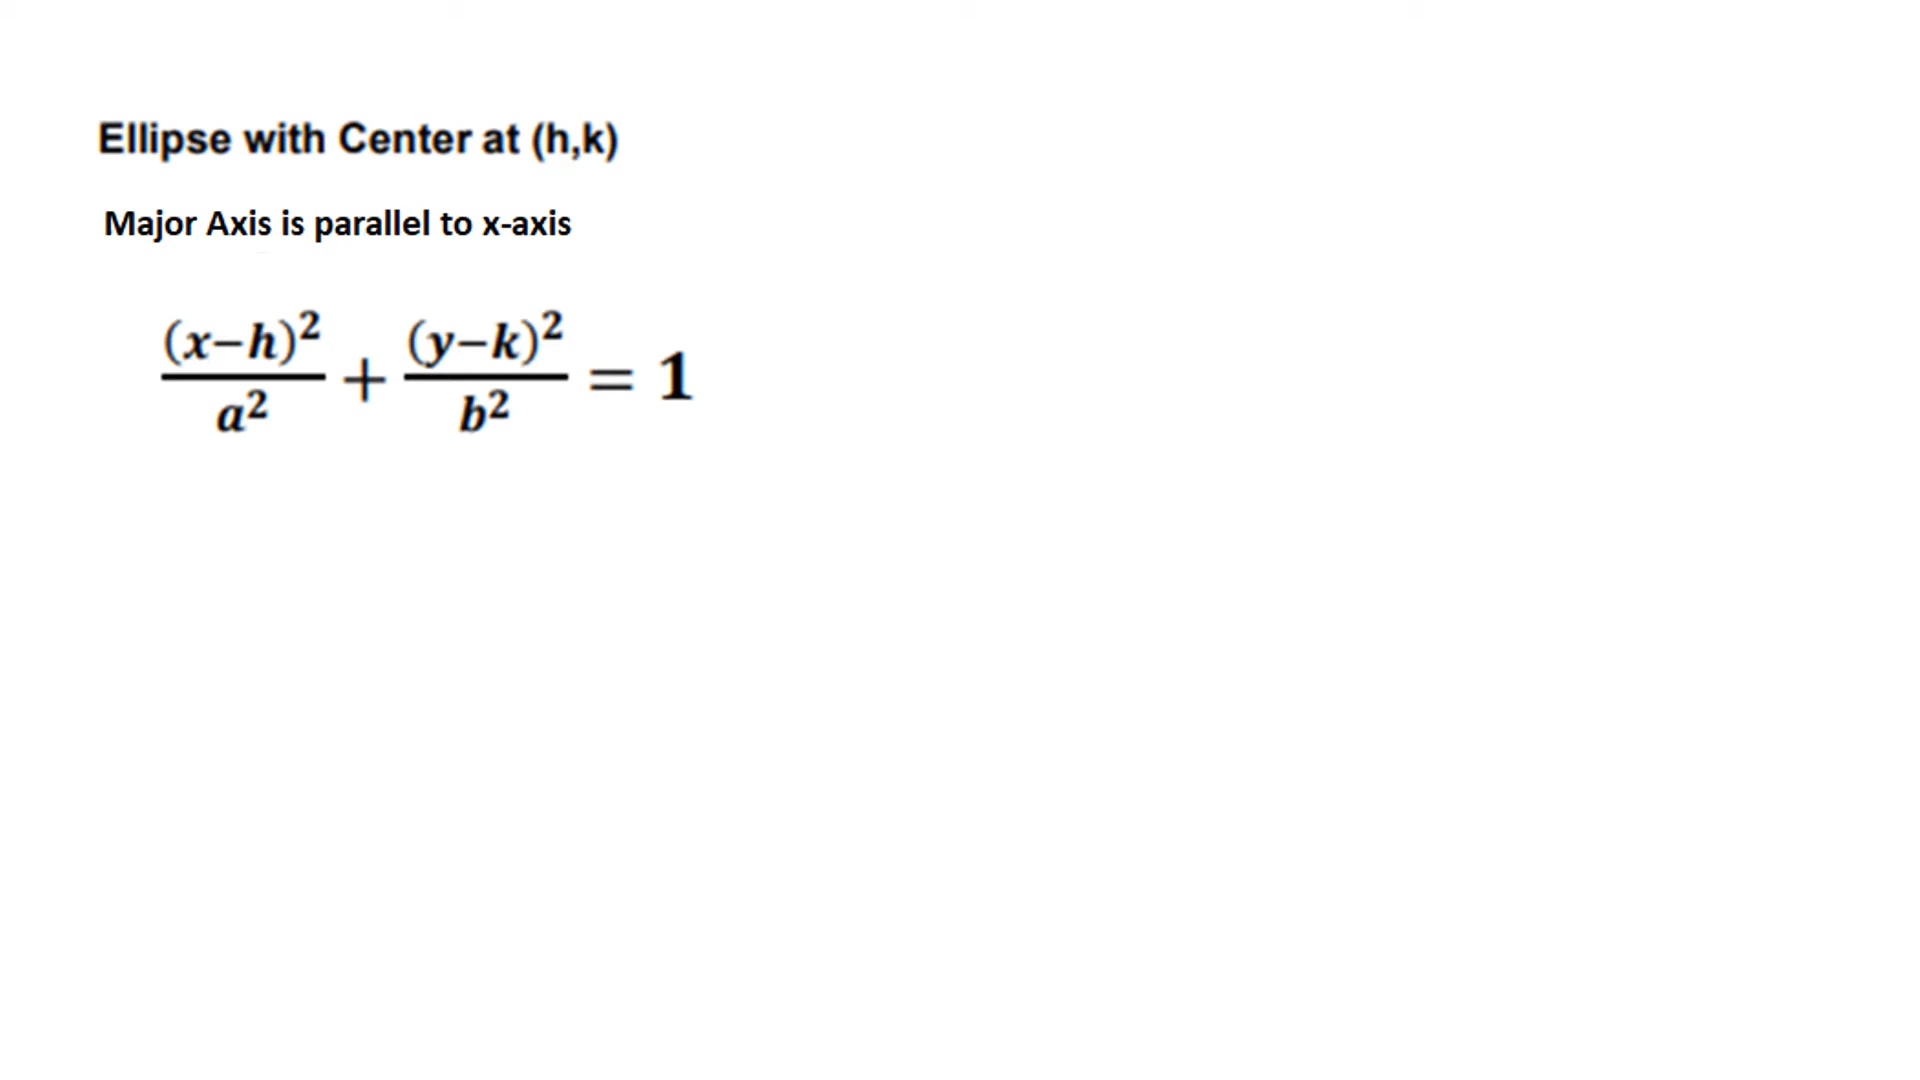 Ellipse with Center at (h,k)
Major Axis is parallel to x-axis
(x−h)²/a² + (y−k)²/b² = 1